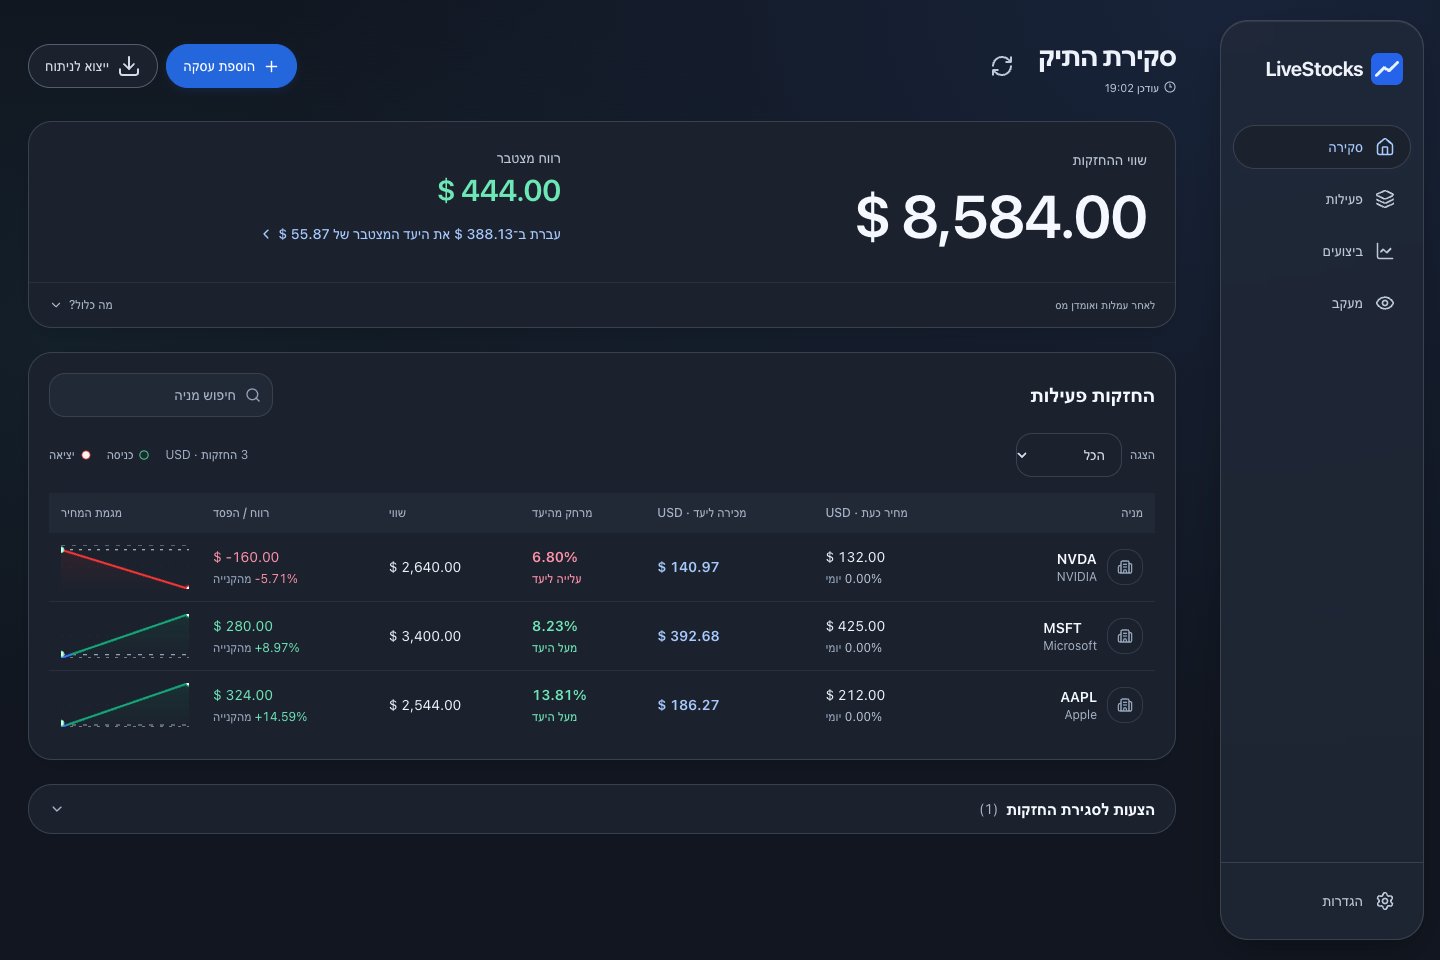 LiveStocks
סקירה
פעילות
ביצועים
מעקב
הגדרות
סקירת התיק
עודכן 19:02
הוספת עסקה
ייצוא לניתוח
שווי ההחזקות
$ 8,584.00
רווח מצטבר
$ 444.00
עברת ב־388.13 $ את היעד המצטבר של 55.87 $
לאחר עמלות ואומדן מס
מה כלול?
החזקות פעילות
חיפוש מניה
הצגה
הכל
3 החזקות · USD
כניסה
יציאה
מניה
מחיר כעת · USD
מכירה ליעד · USD
מרחק מהיעד
שווי
רווח / הפסד
מגמת המחיר
NVDA
NVIDIA
$ 132.00
0.00% יומי
$ 140.97
6.80%
עלייה ליעד
$ 2,640.00
$ -160.00
-5.71% מהקנייה
MSFT
Microsoft
$ 425.00
0.00% יומי
$ 392.68
8.23%
מעל היעד
$ 3,400.00
$ 280.00
+8.97% מהקנייה
AAPL
Apple
$ 212.00
0.00% יומי
$ 186.27
13.81%
מעל היעד
$ 2,544.00
$ 324.00
+14.59% מהקנייה
הצעות לסגירת החזקות (1)